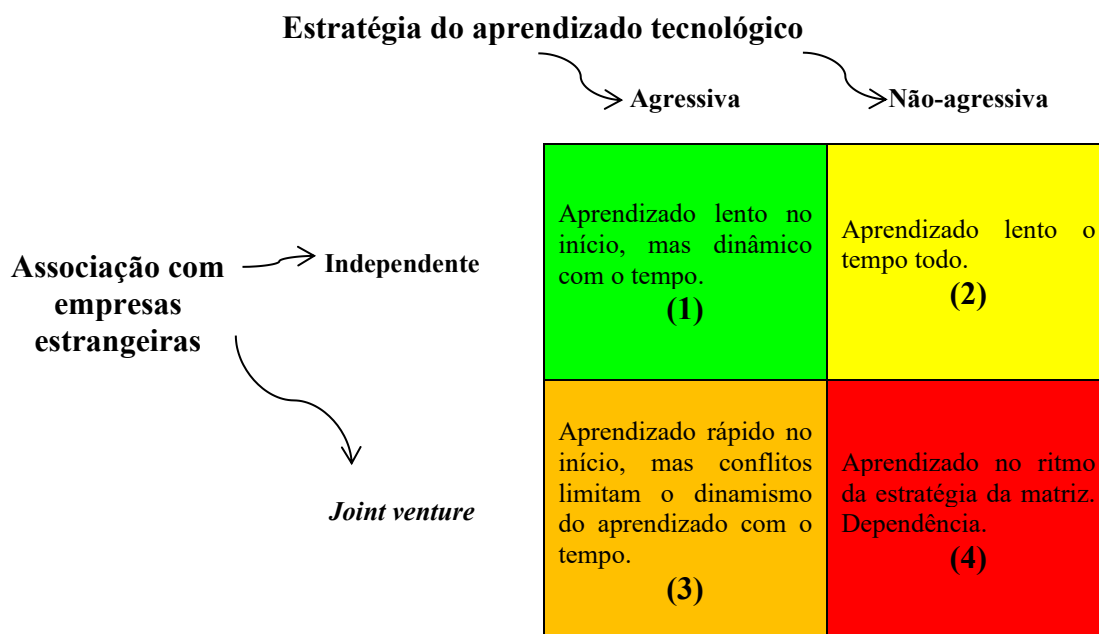 Estratégia do aprendizado tecnológico
Agressiva
Não-agressiva
Associação com
empresas
estrangeiras
Independente
Aprendizado lento no
início, mas dinâmico
com o tempo.
(1)
Aprendizado lento o
tempo todo.
(2)
Joint venture
Aprendizado rápido no
início, mas conflitos
limitam o dinamismo
do aprendizado com o
tempo.
(3)
Aprendizado no ritmo
da estratégia da matriz.
Dependência.
(4)